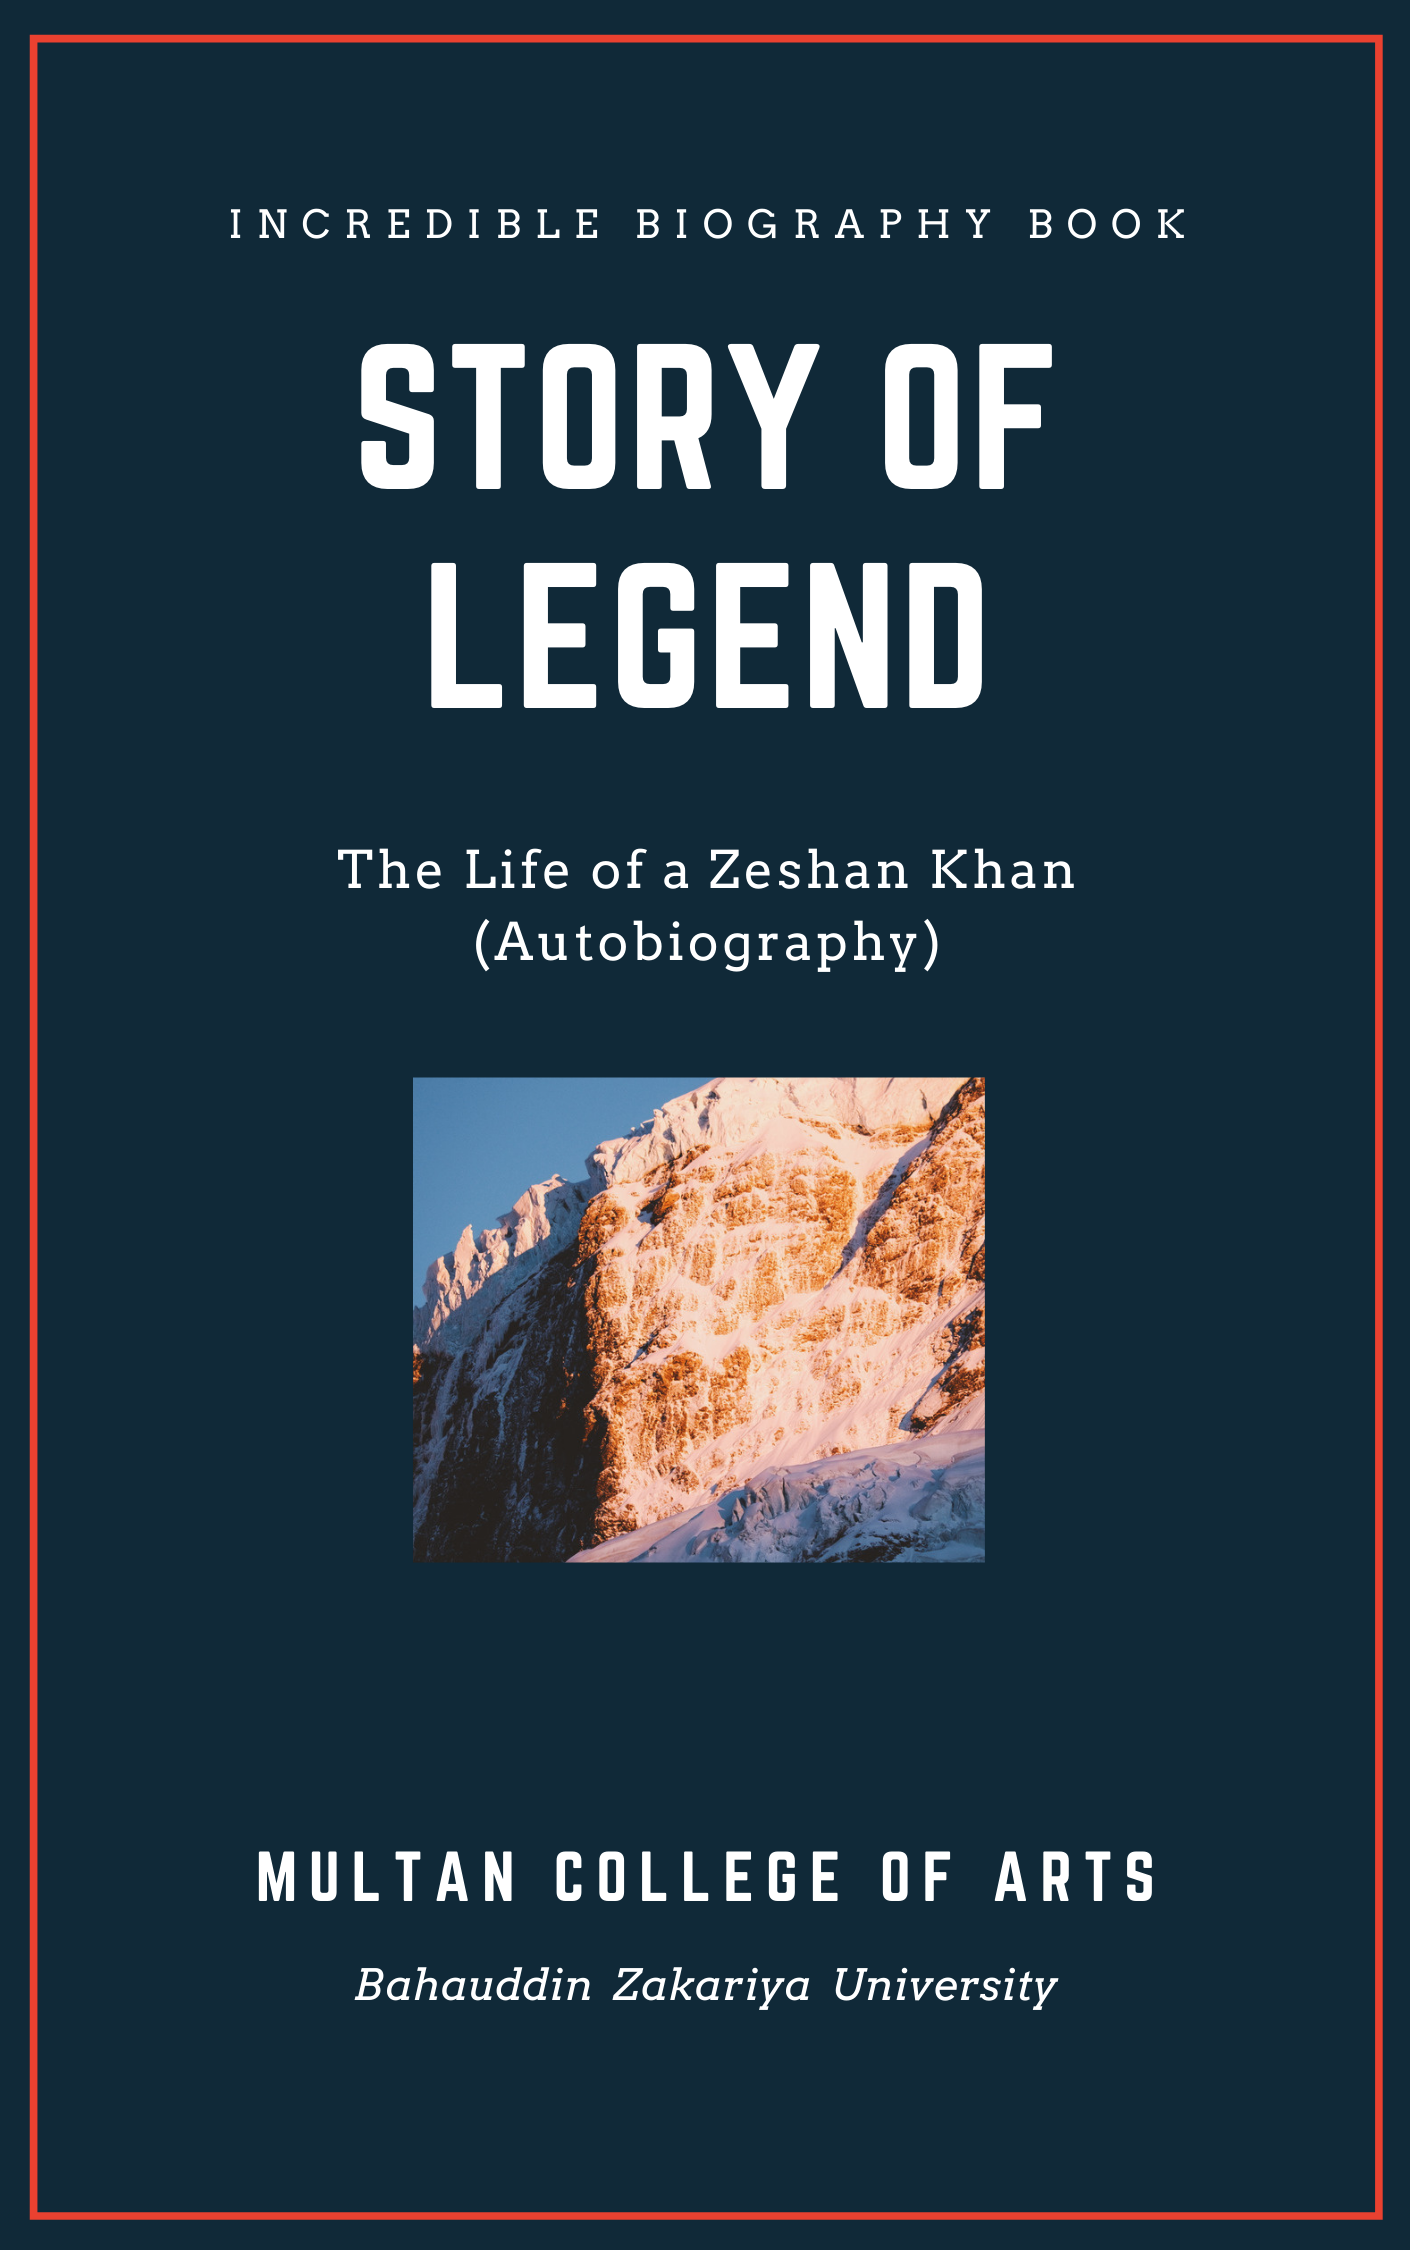 INCREDIBLE BIOGRAPHY BOOK
STORY OF
LEGEND
The Life of a Zeshan Khan
(Autobiography)
MULTAN COLLEGE OF ARTS
Bahauddin Zakariya University